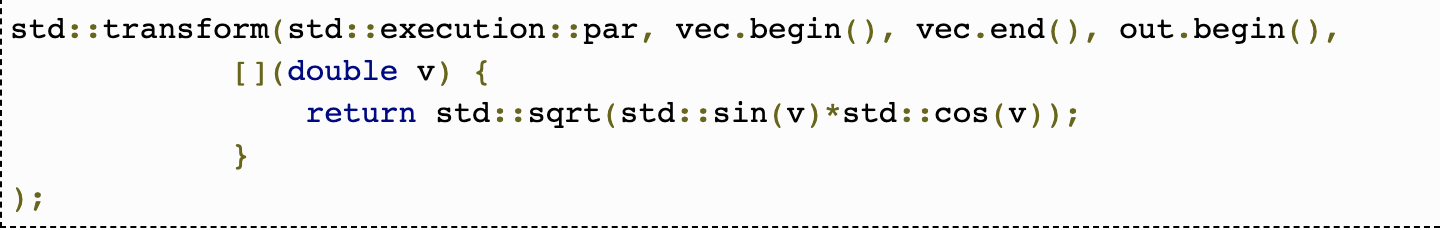 std::transform(std::execution::par, vec.begin(), vec.end(), out.begin(),
            [](double v) {
                return std::sqrt(std::sin(v)*std::cos(v));
            }
);